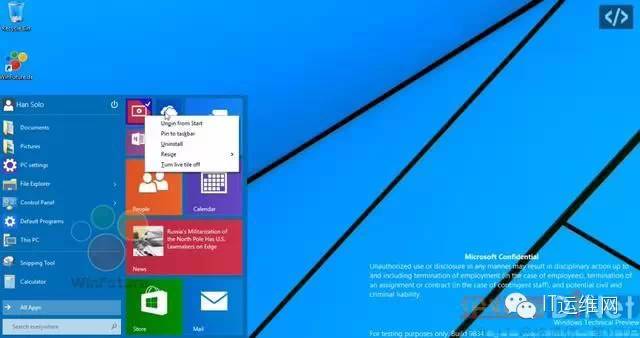 Recycle Bin
WinFuture.de
Han Solo
Documents
Pictures
PC settings
File Explorer
Control Panel
Default Programs
This PC
Snipping Tool
Calculator
All Apps
Search everywhere
Unpin from Start
Pin to taskbar
Uninstall
Resize
Turn live tile off
People
Calendar
Russia's Militarization of
the North Pole Has U.S.
Lawmakers on Edge
News
Store
Mail
WinFuture
Microsoft Confidential
Unauthorized use or disclosure in any manner may result in disciplinary action up to
and including termination of employment (in the case of employees), termination of
an assignment or contract (in the case of contingent staff), and potential civil and
criminal liability.
IT运维网
Windows Technical Preview
For testing purposes only. Build 9834.